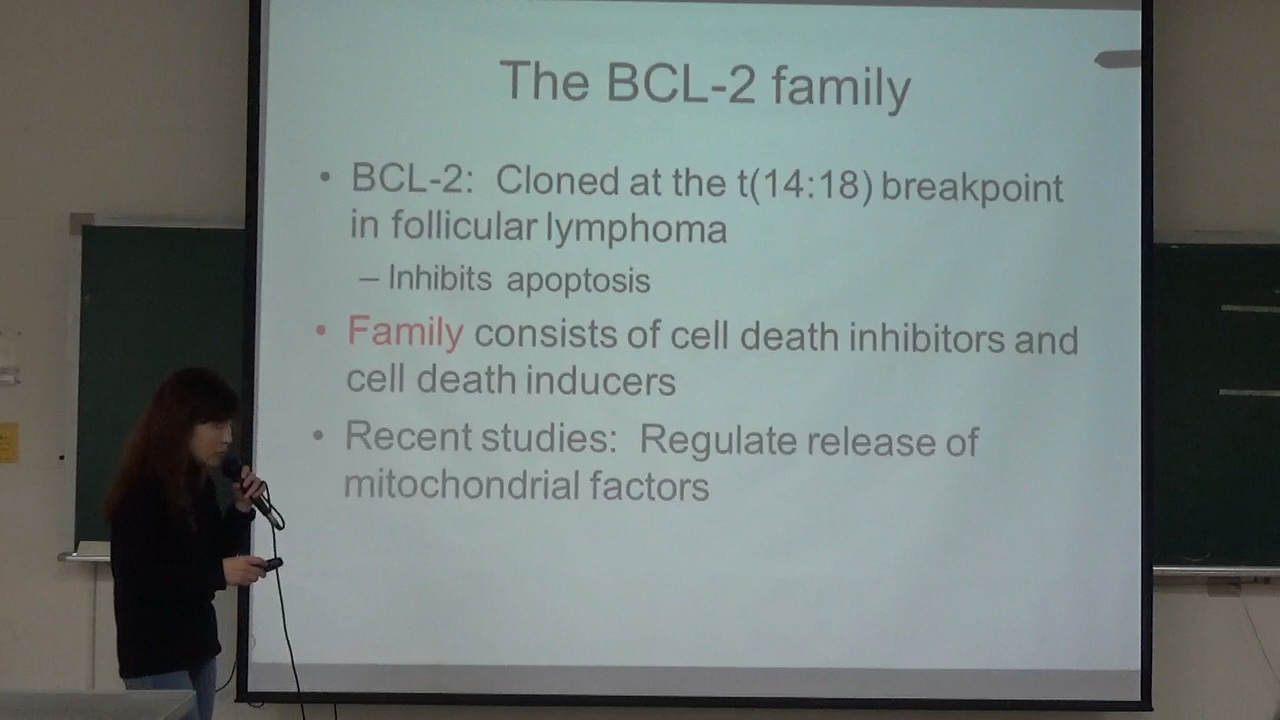 The BCL-2 family
• BCL-2: Cloned at the t(14:18) breakpoint
in follicular lymphoma
– Inhibits apoptosis
• Family consists of cell death inhibitors and
cell death inducers
• Recent studies: Regulate release of
mitochondrial factors